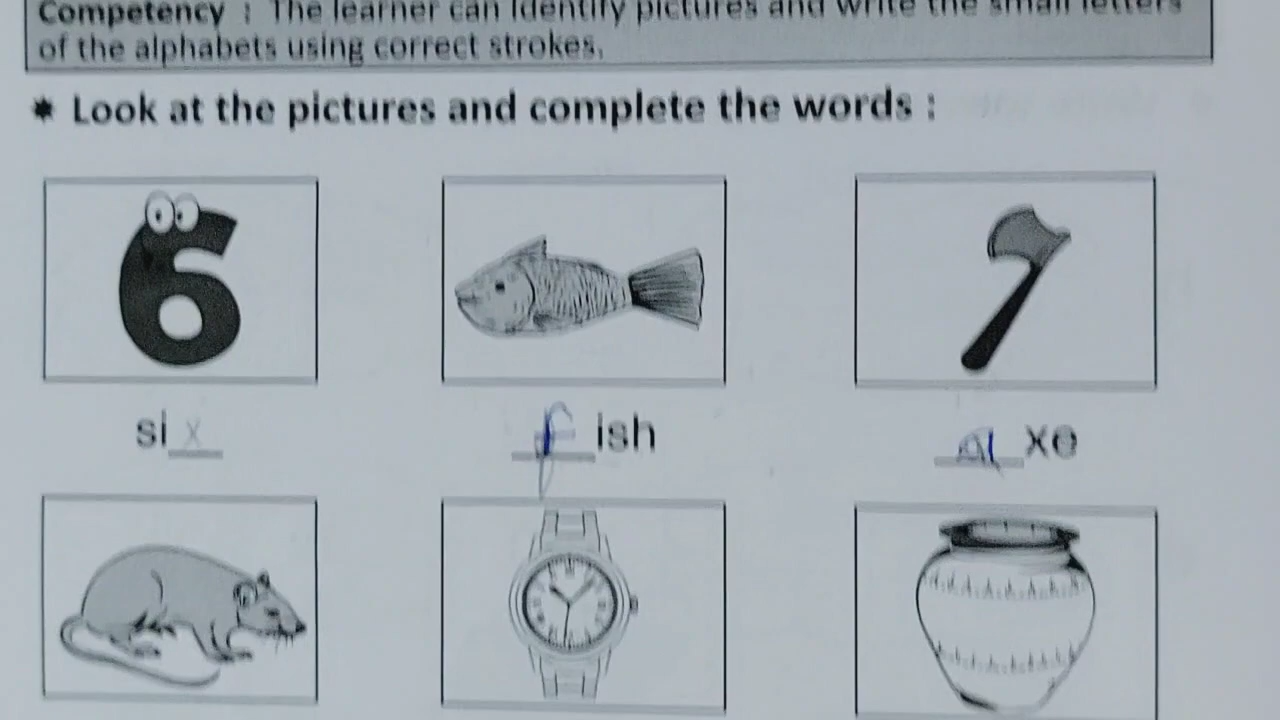 Competency : The learner can identify pictures and write the small letters
of the alphabets using correct strokes.
* Look at the pictures and complete the words :
6
six fish axe